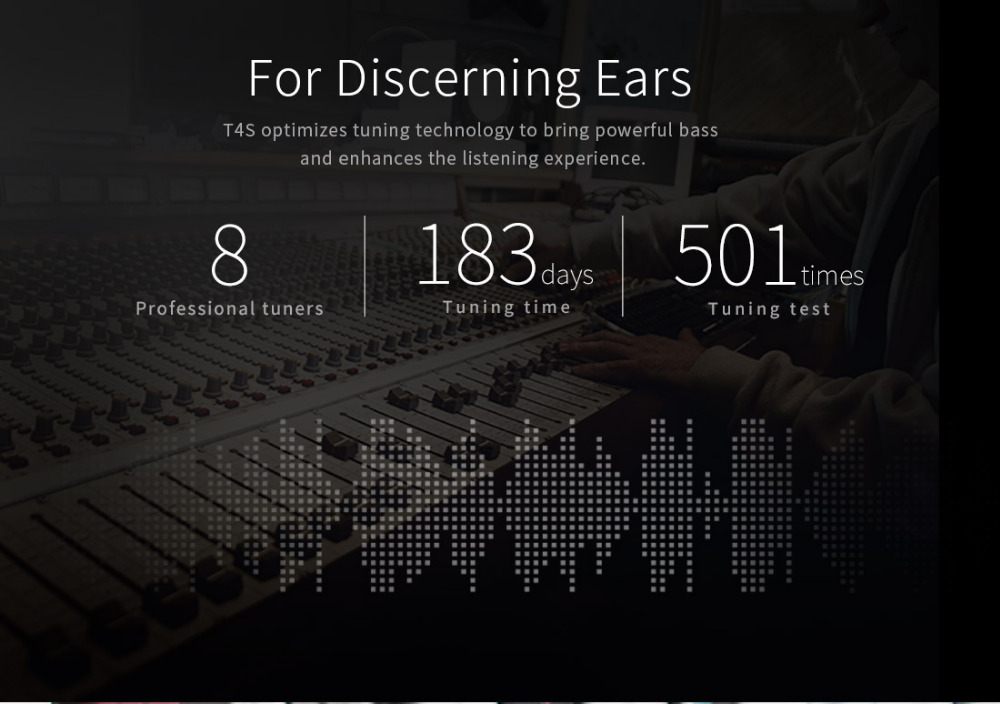 For Discerning Ears
T4S optimizes tuning technology to bring powerful bass
and enhances the listening experience.
8
Professional tuners
183days
Tuning time
501times
Tuning test